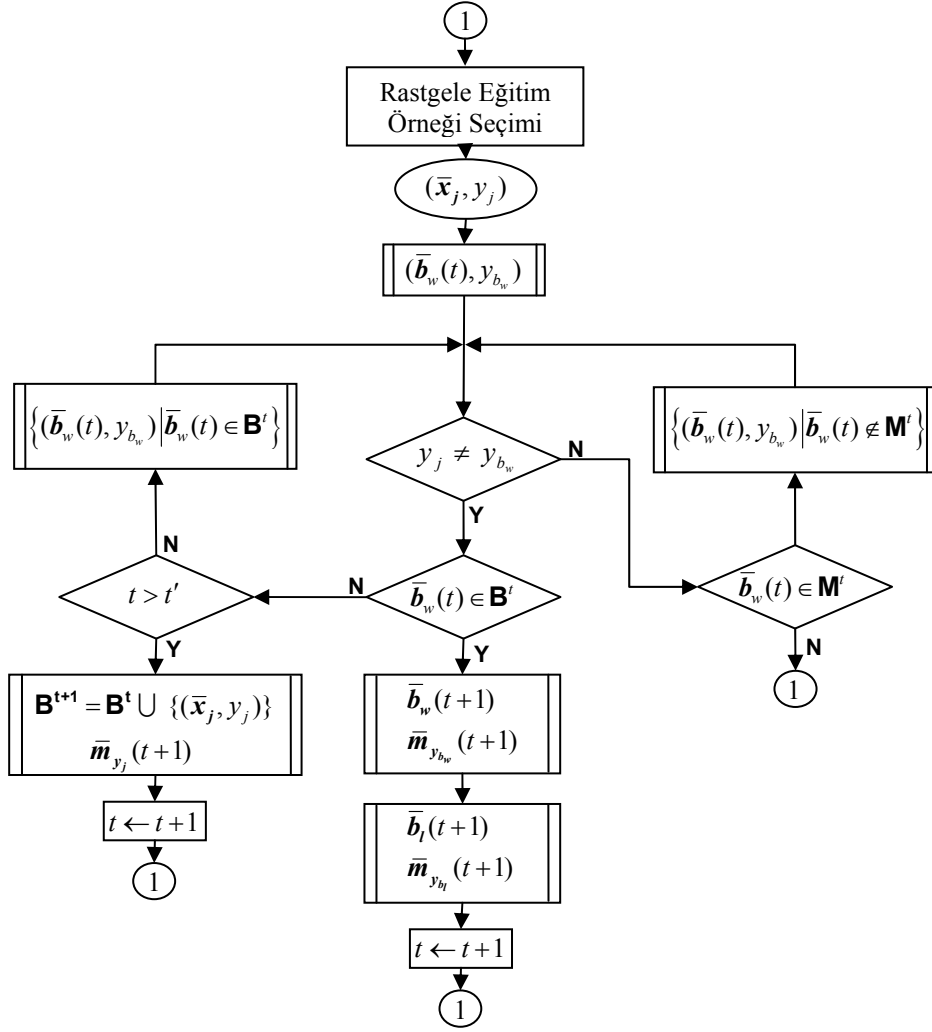 1
Rastgele Eğitim
Örneği Seçimi
(x̄_j, y_j)
(b̄_w(t), y_{b_w})
{(b̄_w(t), y_{b_w})|b̄_w(t) ∈ B^t}
{(b̄_w(t), y_{b_w})|b̄_w(t) ∉ M^t}
y_j ≠ y_{b_w}
N
Y
N
t > t′
N
b̄_w(t) ∈ B^t
b̄_w(t) ∈ M^t
Y
Y
N
B^{t+1} = B^t ∪ {(x̄_j, y_j)}
m̄_{y_j}(t+1)
b̄_w(t+1)
m̄_{y_{b_w}}(t+1)
1
t ← t+1
b̄_l(t+1)
m̄_{y_{b_l}}(t+1)
1
t ← t+1
1